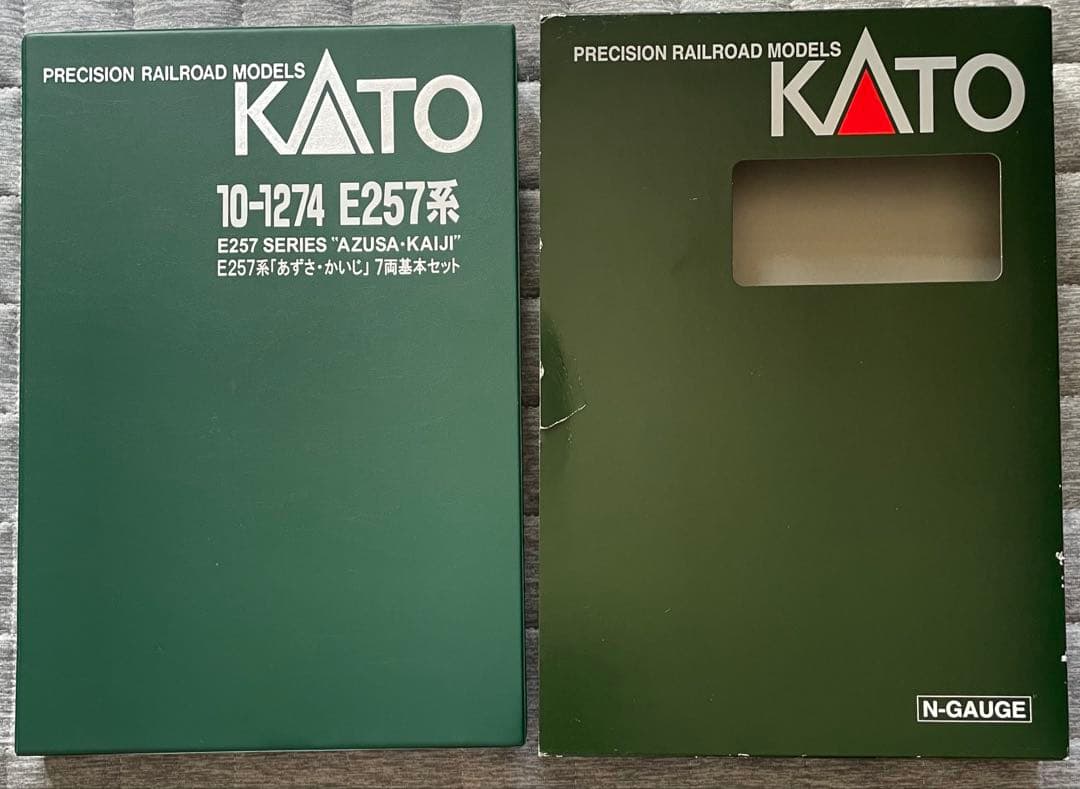 PRECISION RAILROAD MODELS
KATO
10-1274 E257系
E257 SERIES "AZUSA・KAIJI"
E257系「あずさ・かいじ」7両基本セット
PRECISION RAILROAD MODELS
KATO
N-GAUGE